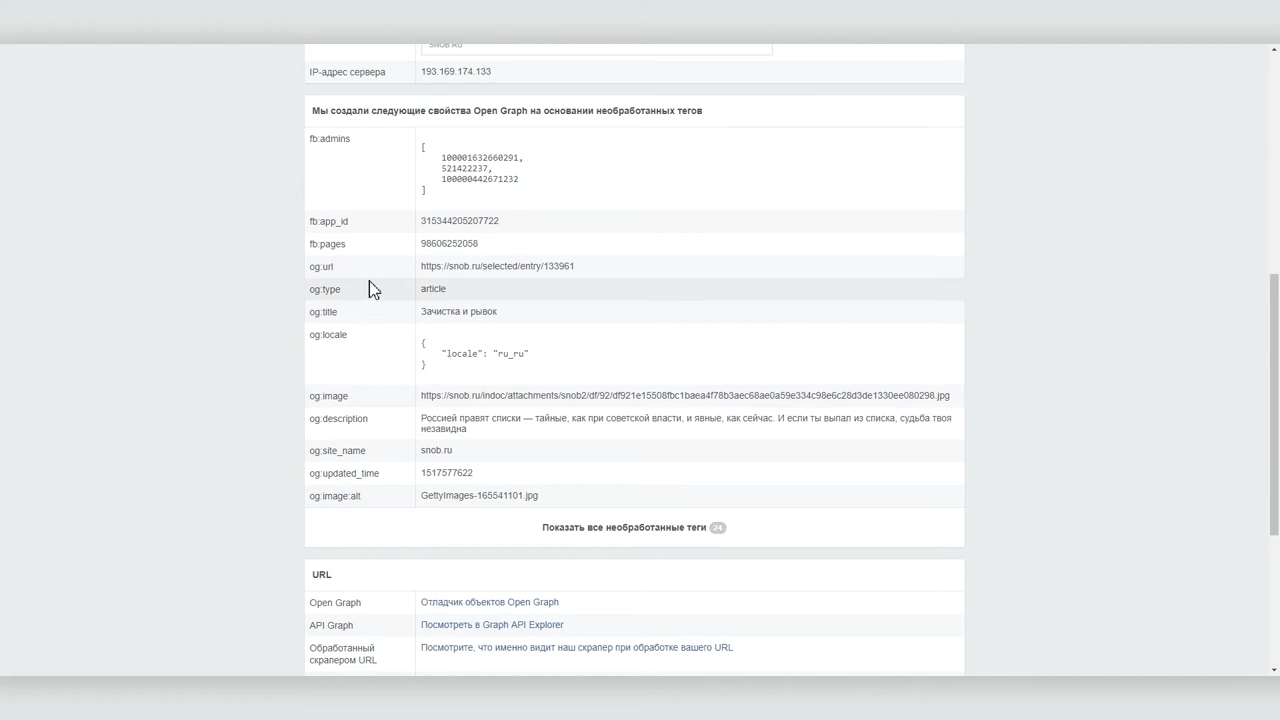 SNOB.RU
IP-адрес сервера 193.169.174.133
Мы создали следующие свойства Open Graph на основании необработанных тегов
fb:admins
[
100001632660291,
521422237,
100000442671232
]
fb:app_id 315344205207722
fb:pages 98606252058
og:url https://snob.ru/selected/entry/133961
og:type article
og:title Зачистка и рывок
og:locale
{
"locale": "ru_ru"
}
og:image https://snob.ru/indoc/attachments/snob2/df/92/df921e15508fbc1baea4f78b3aec68ae0a59e334c98e6c28d3de1330ee080298.jpg
og:description Россией правят списки — тайные, как при советской власти, и явные, как сейчас. И если ты выпал из списка, судьба твоя
незавидна
og:site_name snob.ru
og:updated_time 1517577622
og:image:alt GettyImages-165541101.jpg
Показать все необработанные теги 24
URL
Open Graph Отладчик объектов Open Graph
API Graph Посмотреть в Graph API Explorer
Обработанный Посмотрите, что именно видит наш скрапер при обработке вашего URL
скрапером URL